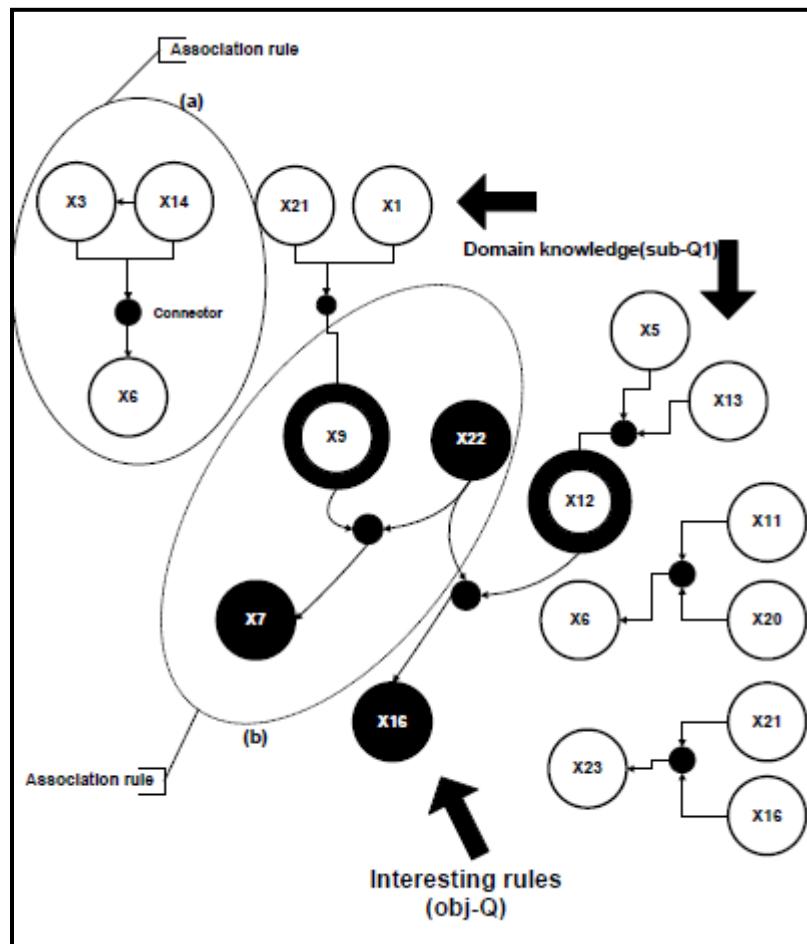 Association rule
(a)
X3
X14
X21
X1
Domain knowledge(sub-Q1)
Connector
X5
X6
X13
X9
X22
X12
X11
X7
X6
X20
X16
(b)
X21
X23
Association rule
X16
Interesting rules
(obj-Q)